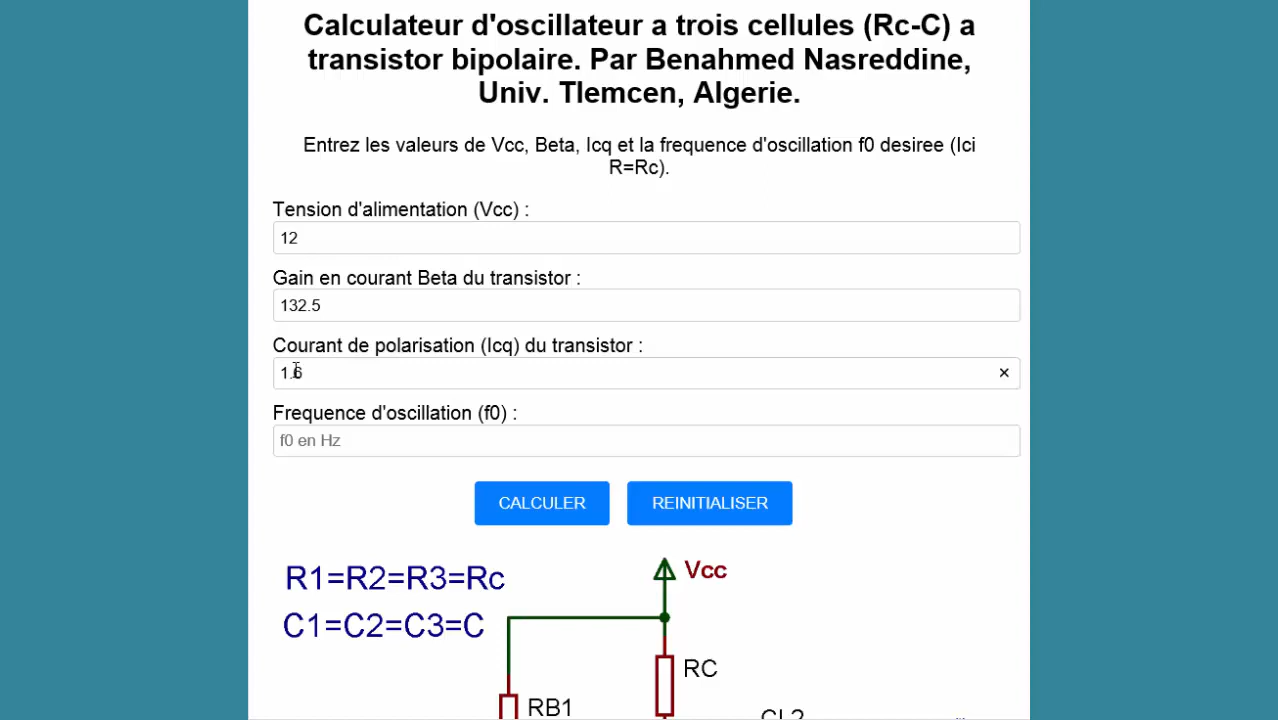 Calculateur d'oscillateur a trois cellules (Rc-C) a
transistor bipolaire. Par Benahmed Nasreddine,
Univ. Tlemcen, Algerie.
Entrez les valeurs de Vcc, Beta, Icq et la frequence d'oscillation f0 desiree (Ici
R=Rc).
Tension d'alimentation (Vcc) :
12
Gain en courant Beta du transistor :
132.5
Courant de polarisation (Icq) du transistor :
1.6
Frequence d'oscillation (f0) :
f0 en Hz
CALCULER REINITIALISER
R1=R2=R3=Rc
Vcc
C1=C2=C3=C
RC
RB1